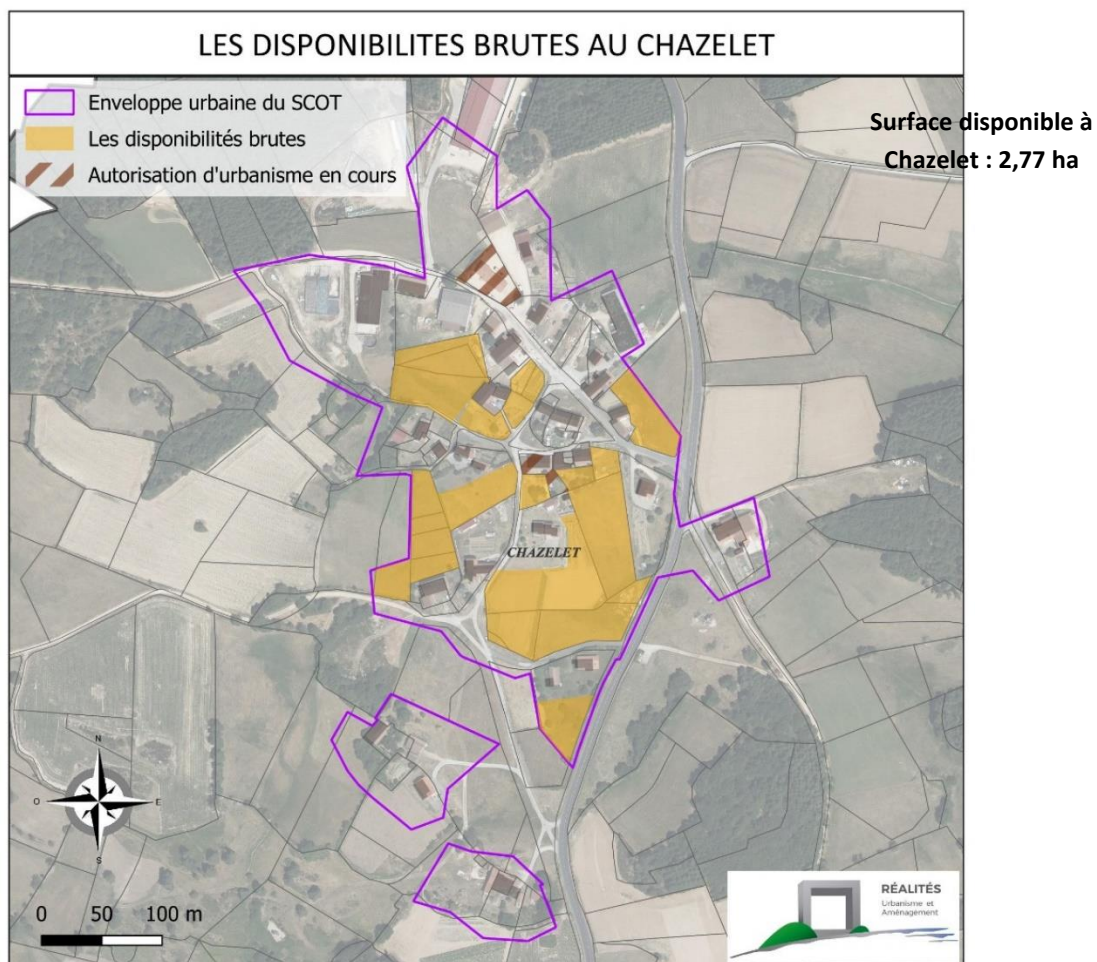 LES DISPONIBILITES BRUTES AU CHAZELET
Enveloppe urbaine du SCOT
Les disponibilités brutes
Autorisation d'urbanisme en cours
Surface disponible à
Chazelet : 2,77 ha
CHAZELET
N
O
E
S
0 50 100 m
RÉALITÉS
Urbanisme et
Aménagement